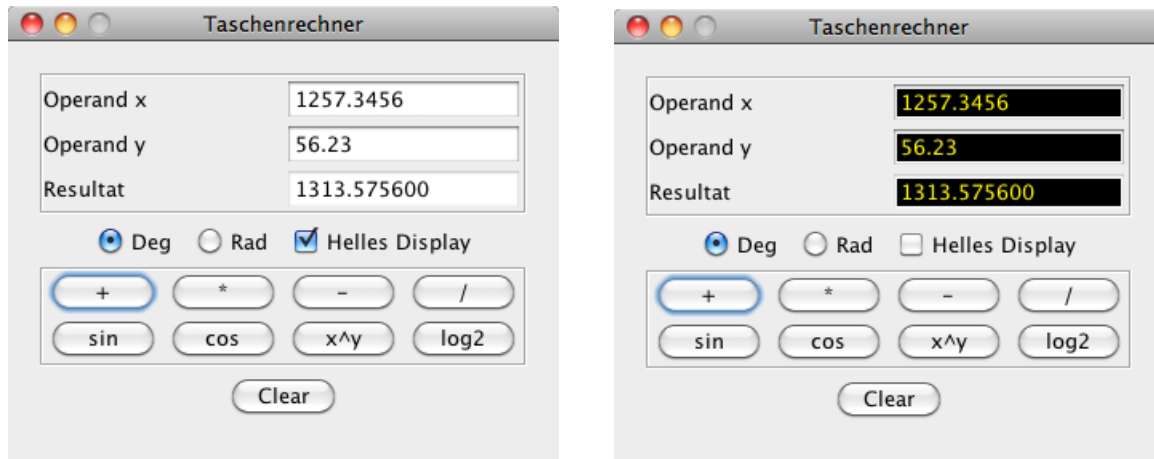 Taschenrechner
Operand x 1257.3456
Operand y 56.23
Resultat 1313.575600
Deg Rad Helles Display
+ * - /
sin cos x^y log2
Clear
Taschenrechner
Operand x 1257.3456
Operand y 56.23
Resultat 1313.575600
Deg Rad Helles Display
+ * - /
sin cos x^y log2
Clear